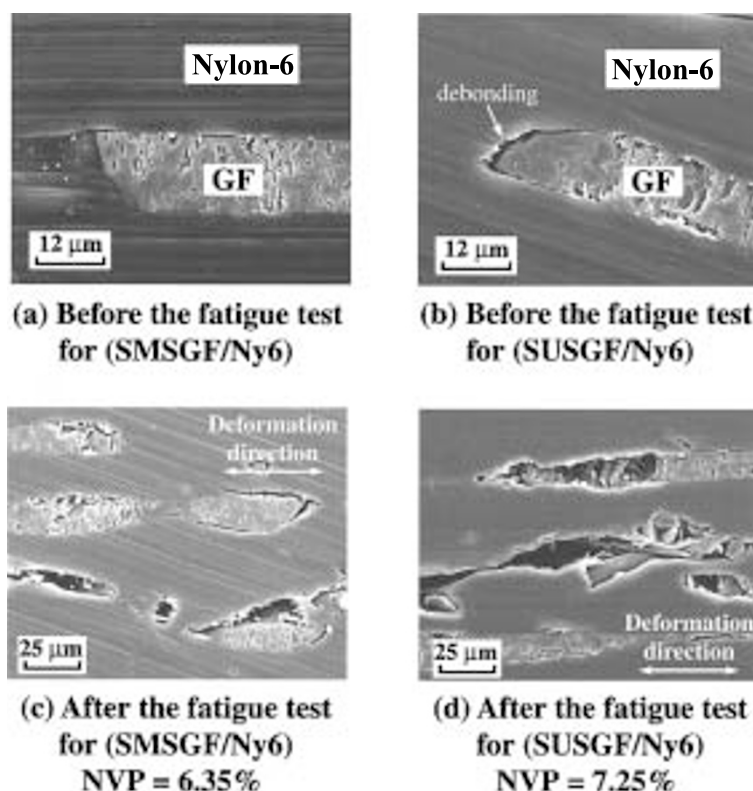 Nylon-6
GF
12 μm
(a) Before the fatigue test
for (SMSGF/Ny6)
Nylon-6
debonding
GF
12 μm
(b) Before the fatigue test
for (SUSGF/Ny6)
Deformation
direction
25 μm
(c) After the fatigue test
for (SMSGF/Ny6)
NVP = 6.35%
Deformation
direction
25 μm
(d) After the fatigue test
for (SUSGF/Ny6)
NVP = 7.25%